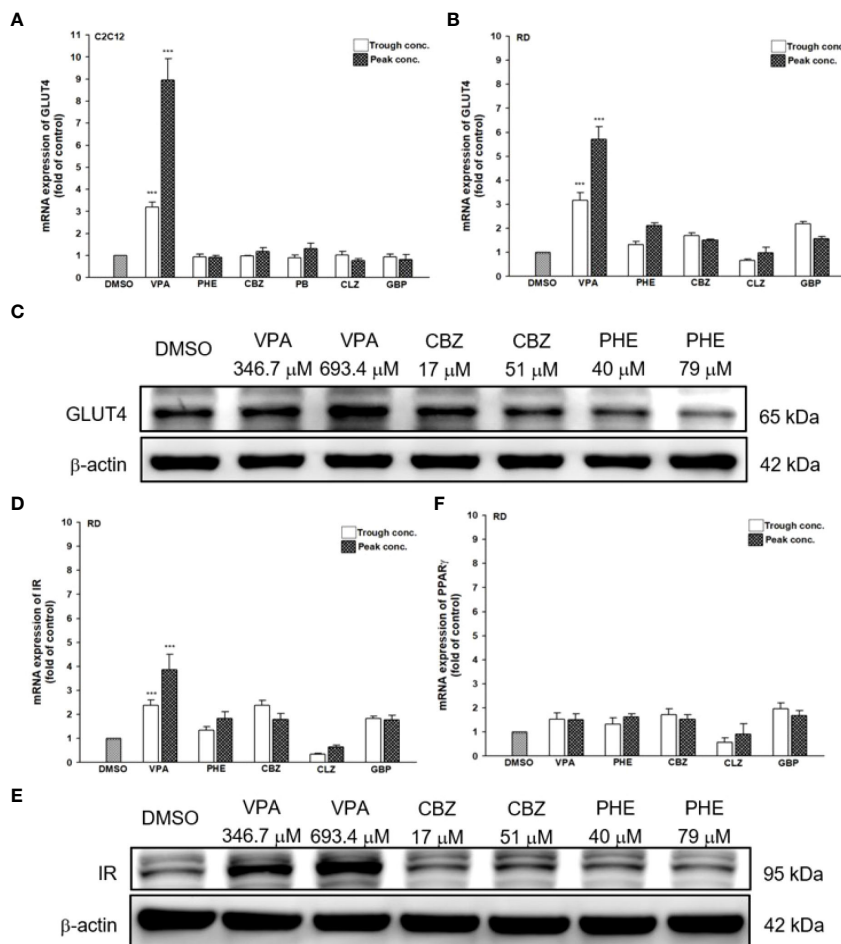 A
C2C12
mRNA expression of GLUT4
(fold of control)
11
10
9
8
7
6
5
4
3
2
1
0
Trough conc.
Peak conc.
***
***
DMSO VPA PHE CBZ PB CLZ GBP
B
RD
mRNA expression of GLUT4
(fold of control)
10
9
8
7
6
5
4
3
2
1
0
Trough conc.
Peak conc.
***
***
DMSO VPA PHE CBZ CLZ GBP
C
DMSO VPA VPA CBZ CBZ PHE PHE
346.7 μM 693.4 μM 17 μM 51 μM 40 μM 79 μM
GLUT4 65 kDa
β-actin 42 kDa
D
RD
mRNA expression of IR
(fold of control)
10
9
8
7
6
5
4
3
2
1
0
Trough conc.
Peak conc.
***
***
DMSO VPA PHE CBZ CLZ GBP
F
RD
mRNA expression of PPARγ
(fold of control)
10
9
8
7
6
5
4
3
2
1
0
Trough conc.
Peak conc.
DMSO VPA PHE CBZ CLZ GBP
E
DMSO VPA VPA CBZ CBZ PHE PHE
346.7 μM 693.4 μM 17 μM 51 μM 40 μM 79 μM
IR 95 kDa
β-actin 42 kDa